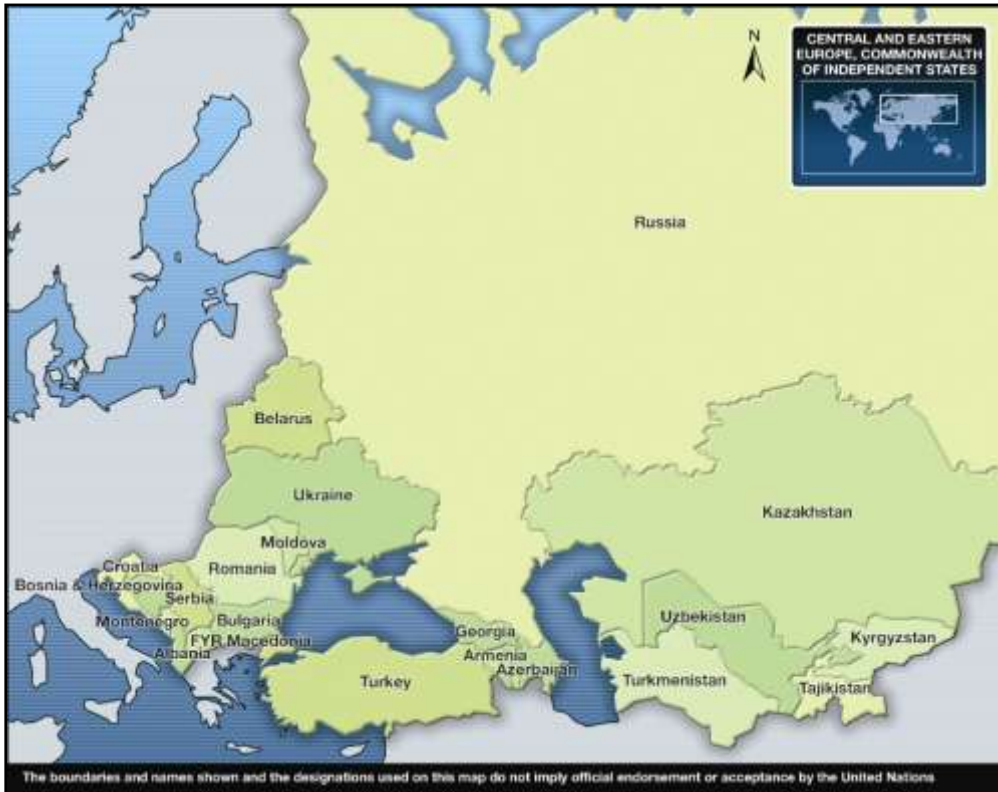 N
CENTRAL AND EASTERN
EUROPE, COMMONWEALTH
OF INDEPENDENT STATES
Russia
Belarus
Ukraine
Kazakhstan
Moldova
Croatia
Romania
Bosnia & Herzegovina
Serbia
Uzbekistan
Montenegro
Bulgaria
Georgia
Kyrgyzstan
FYR Macedonia
Albania
Armenia
Azerbaijan
Turkey
Turkmenistan
Tajikistan
The boundaries and names shown and the designations used on this map do not imply official endorsement or acceptance by the United Nations